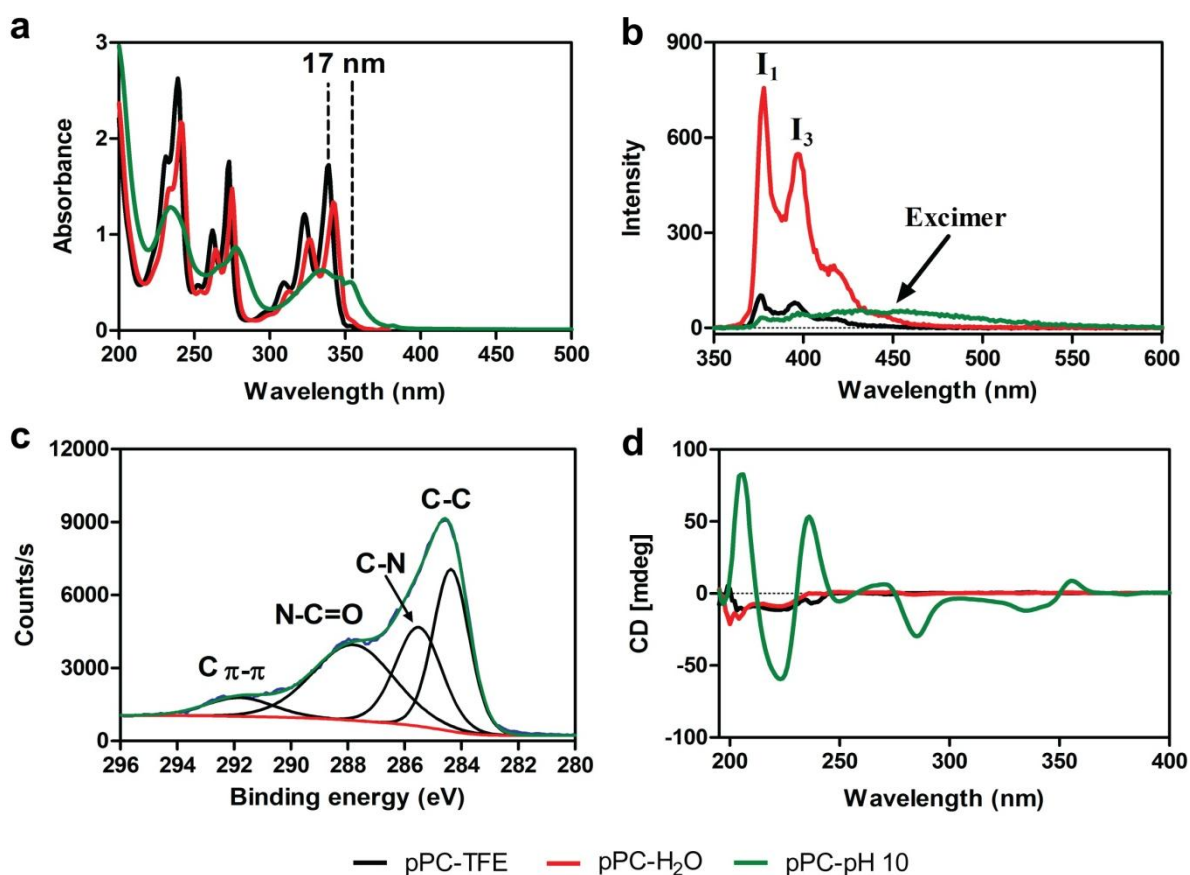 a
3
2
1
0
17 nm
Absorbance
200 250 300 350 400 450 500
Wavelength (nm)
b
900
600
300
0
I₁
I₃
Excimer
Intensity
350 400 450 500 550 600
Wavelength (nm)
c
12000
9000
6000
3000
0
C-C
C-N
N-C=O
C π-π
Counts/s
296 294 292 290 288 286 284 282 280
Binding energy (eV)
d
100
50
0
-50
-100
CD [mdeg]
200 250 300 350 400
Wavelength (nm)
pPC-TFE pPC-H₂O pPC-pH 10